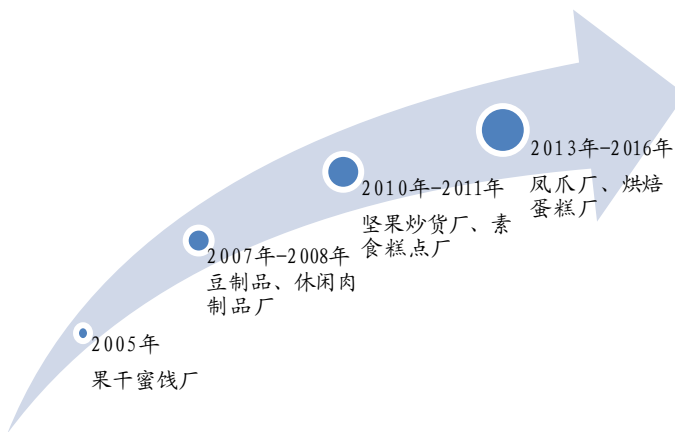 2013年-2016年
凤爪厂、烘焙
蛋糕厂
2010年-2011年
坚果炒货厂、素
食糕点厂
2007年-2008年
豆制品、休闲肉
制品厂
2005年
果干蜜饯厂